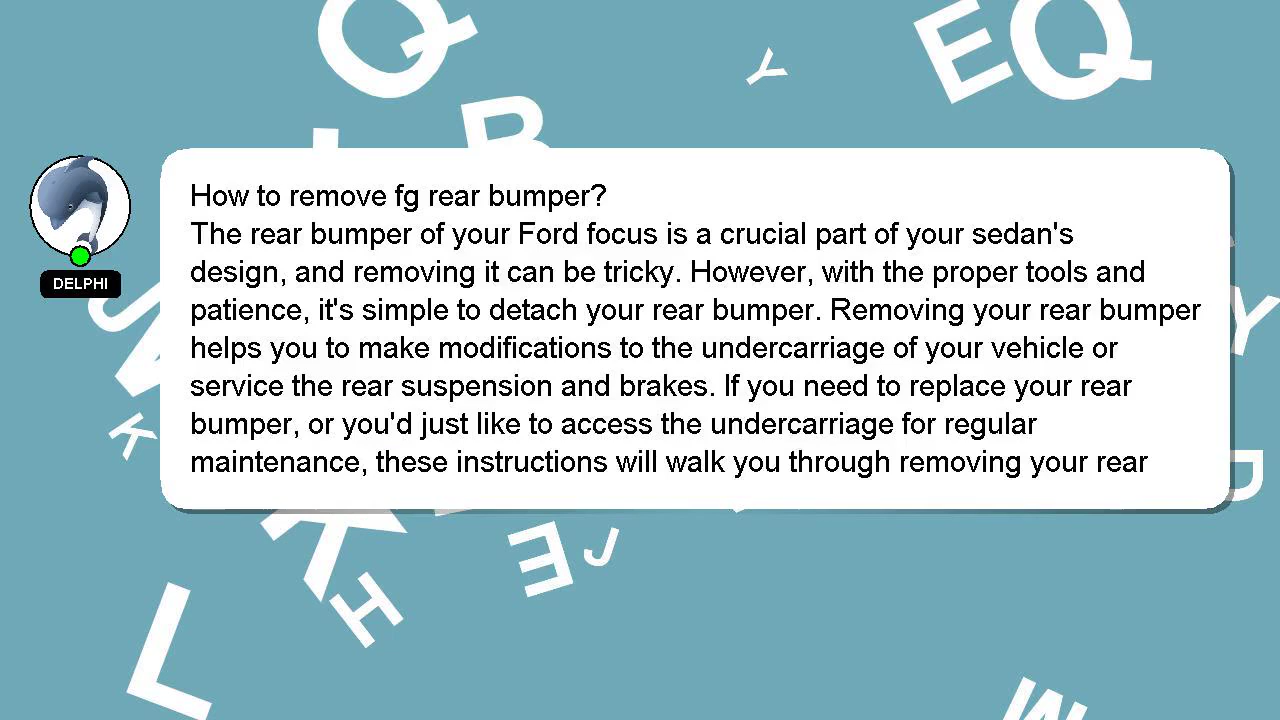 Q
EQ
Y
B
DELPHI
How to remove fg rear bumper?
The rear bumper of your Ford focus is a crucial part of your sedan's
design, and removing it can be tricky. However, with the proper tools and
patience, it's simple to detach your rear bumper. Removing your rear bumper
helps you to make modifications to the undercarriage of your vehicle or
service the rear suspension and brakes. If you need to replace your rear
bumper, or you'd just like to access the undercarriage for regular
maintenance, these instructions will walk you through removing your rear
J
Y
K
D
E
J
H
L